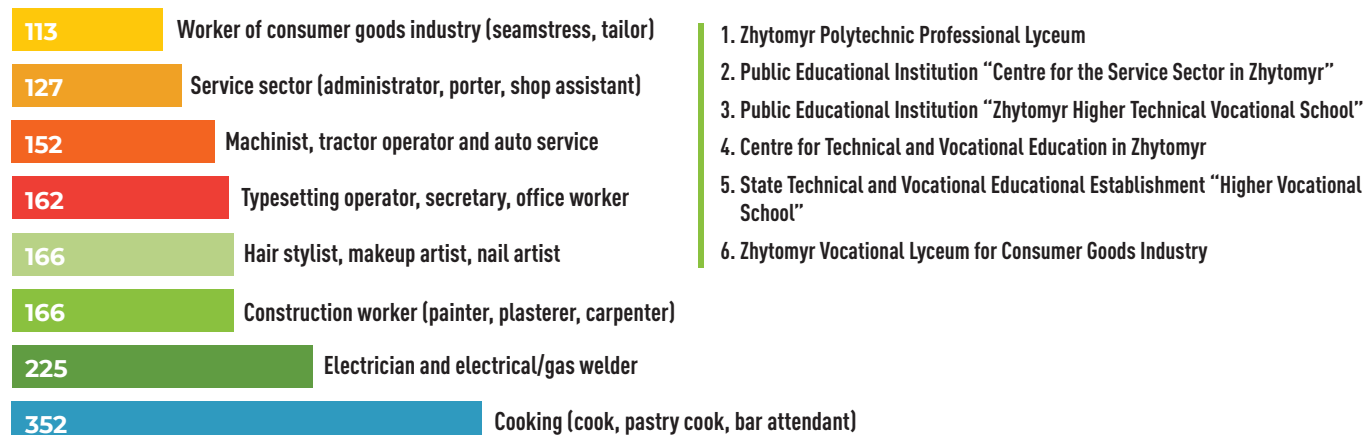 113 Worker of consumer goods industry (seamstress, tailor)
127 Service sector (administrator, porter, shop assistant)
152 Machinist, tractor operator and auto service
162 Typesetting operator, secretary, office worker
166 Hair stylist, makeup artist, nail artist
166 Construction worker (painter, plasterer, carpenter)
225 Electrician and electrical/gas welder
352 Cooking (cook, pastry cook, bar attendant)
1. Zhytomyr Polytechnic Professional Lyceum
2. Public Educational Institution “Centre for the Service Sector in Zhytomyr”
3. Public Educational Institution “Zhytomyr Higher Technical Vocational School”
4. Centre for Technical and Vocational Education in Zhytomyr
5. State Technical and Vocational Educational Establishment “Higher Vocational
School”
6. Zhytomyr Vocational Lyceum for Consumer Goods Industry